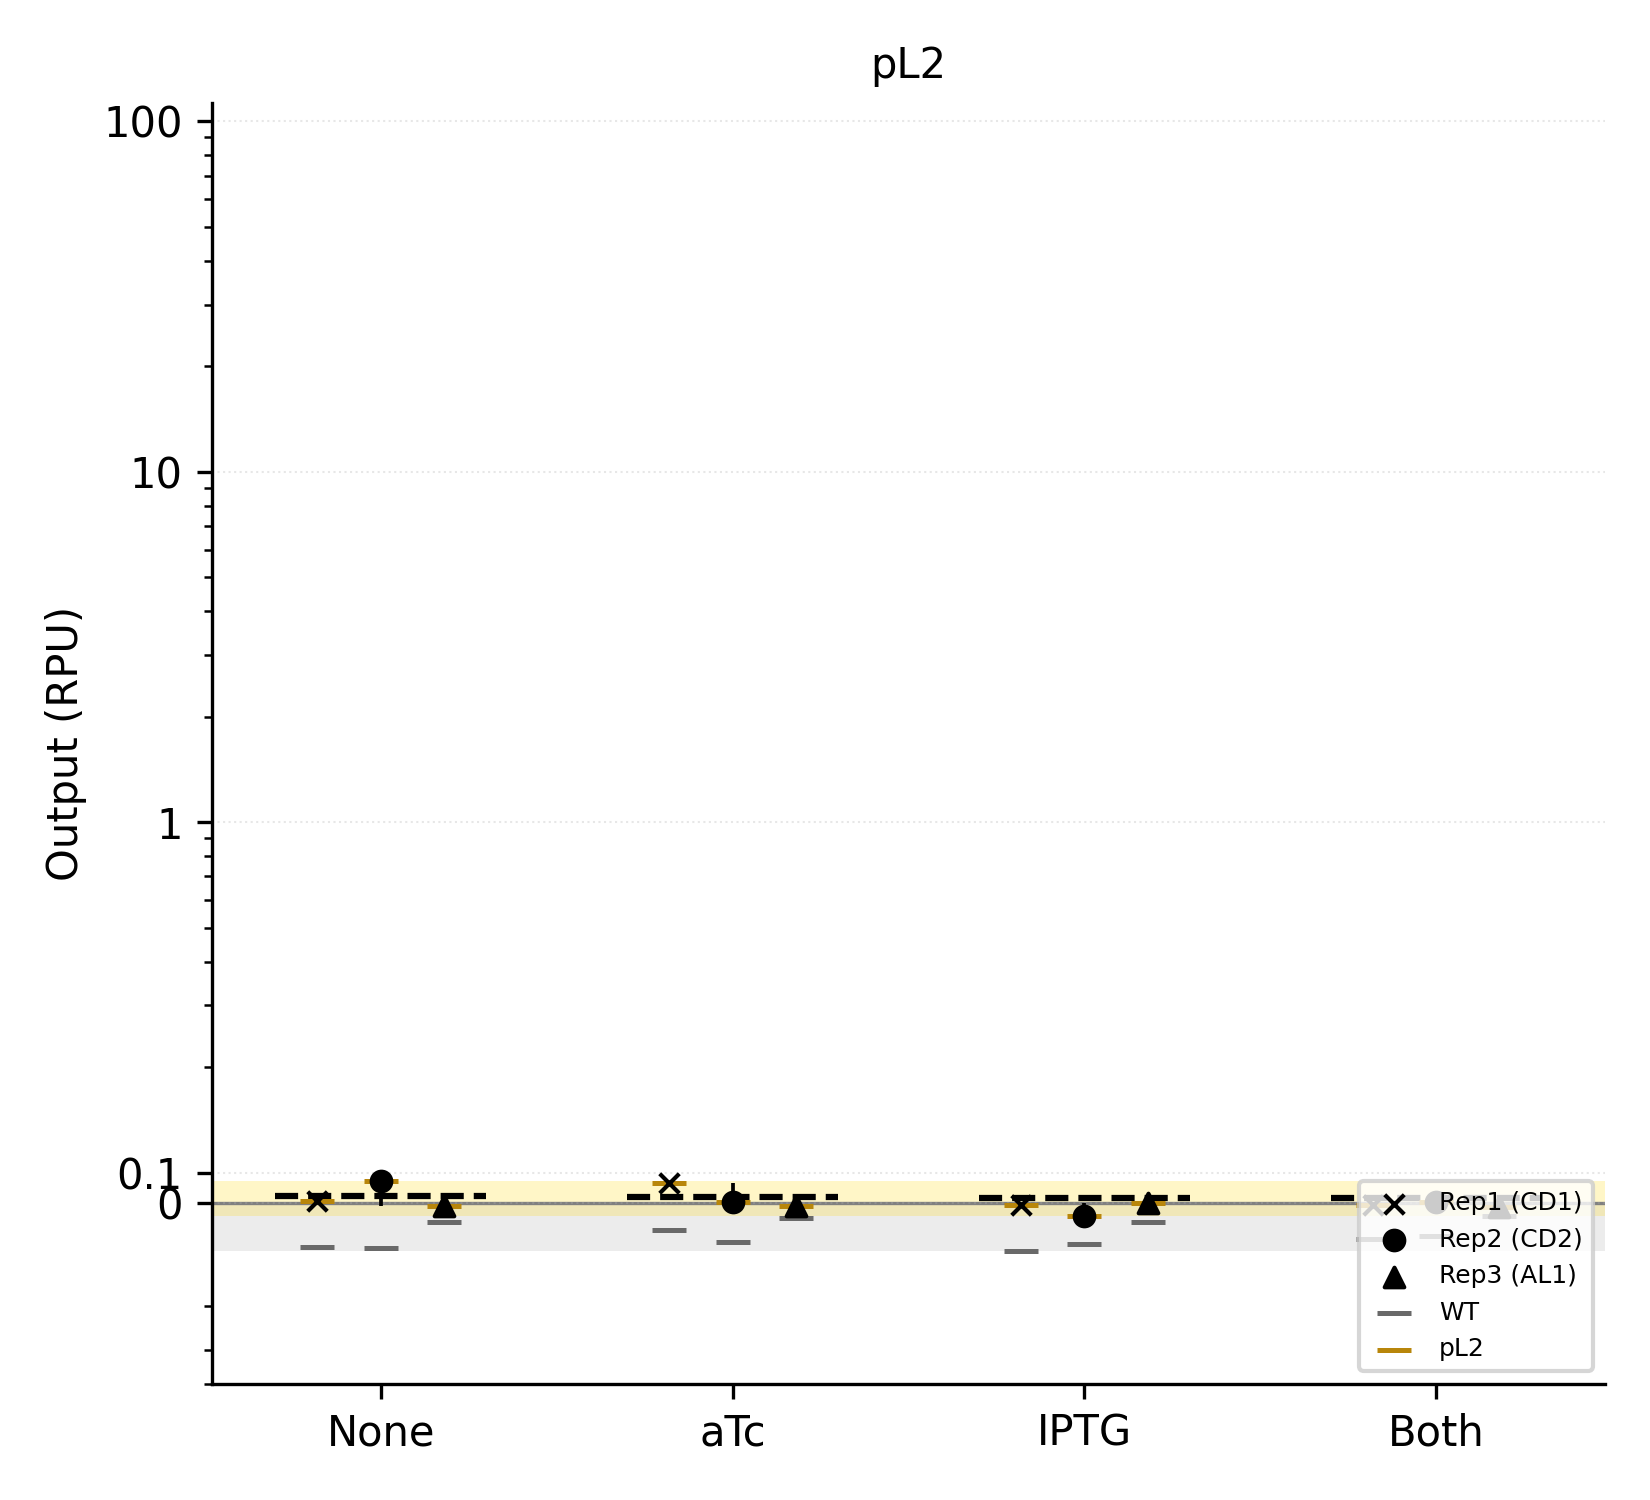 pL2
100
10
1
0.1
0
Output (RPU)
None
aTc
IPTG
Both
Rep1 (CD1)
Rep2 (CD2)
Rep3 (AL1)
WT
pL2